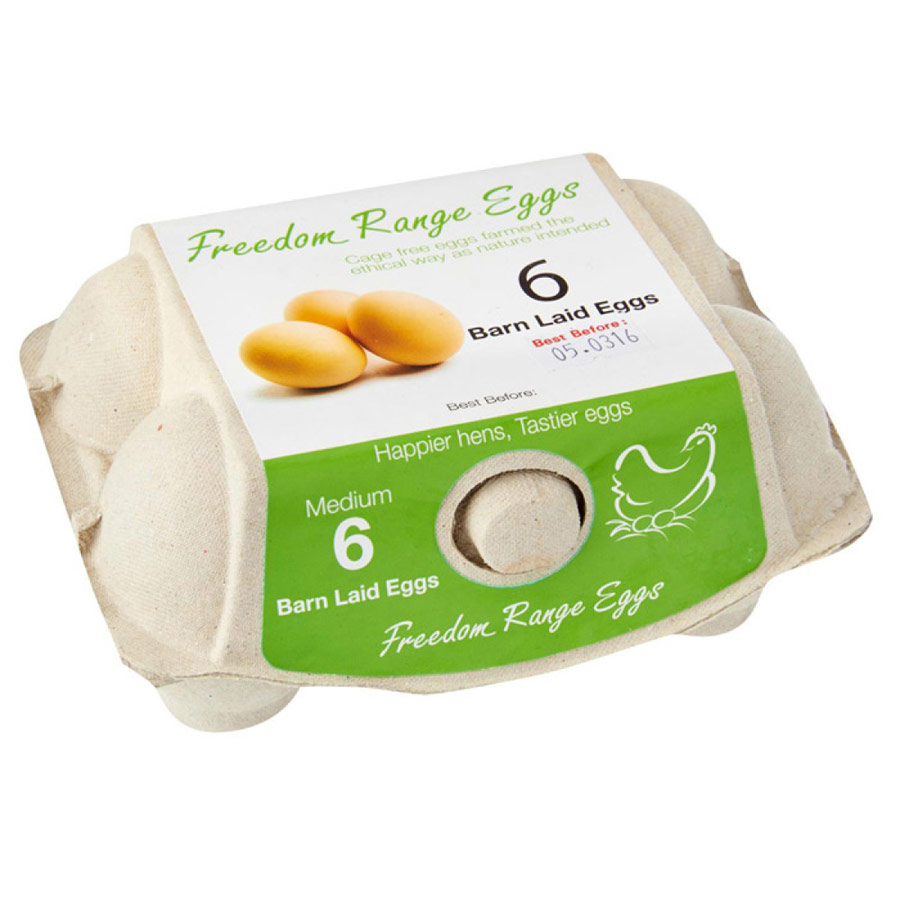 Freedom Range Eggs
Cage free eggs farmed the
ethical way as nature intended
6
Barn Laid Eggs
Best Before:
05.0316
Best Before:
Happier hens, Tastier eggs
Medium
6
Barn Laid Eggs
Freedom Range Eggs